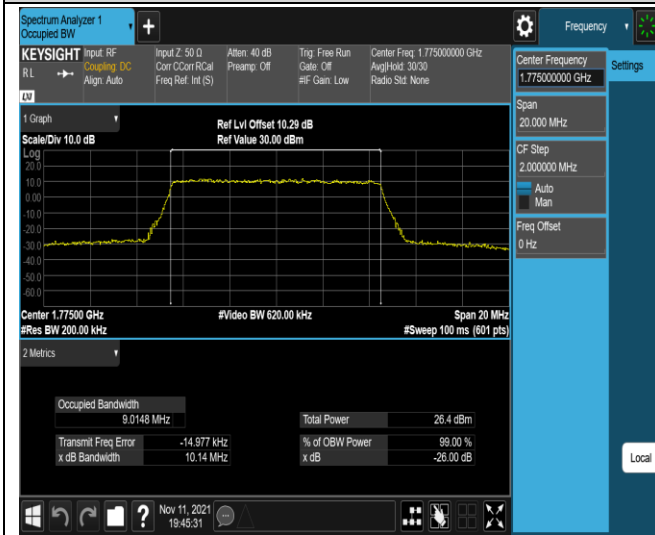 Spectrum Analyzer 1
Occupied BW
+
Frequency
KEYSIGHT
RL
LXI
Input: RF
Coupling: DC
Align: Auto
Input Z: 50 Ω
Corr CCorr RCal
Freq Ref: Int (S)
Atten: 40 dB
Preamp: Off
Trig: Free Run
Gate: Off
#IF Gain: Low
Center Freq: 1.775000000 GHz
Avg|Hold: 30/30
Radio Std: None
Center Frequency
1.775000000 GHz
Settings
Span
20.000 MHz
CF Step
2.000000 MHz
Auto
Man
Freq Offset
0 Hz
Local
1 Graph
Scale/Div 10.0 dB
Ref Lvl Offset 10.29 dB
Ref Value 30.00 dBm
Log
20.0
10.0
0.00
-10.0
-20.0
-30.0
-40.0
-50.0
-60.0
Center 1.77500 GHz
#Video BW 620.00 kHz
Span 20 MHz
#Res BW 200.00 kHz
#Sweep 100 ms (601 pts)
2 Metrics
Occupied Bandwidth
9.0148 MHz
Total Power 26.4 dBm
Transmit Freq Error -14.977 kHz
% of OBW Power 99.00 %
x dB Bandwidth 10.14 MHz
x dB -26.00 dB
?
Nov 11, 2021
19:45:31